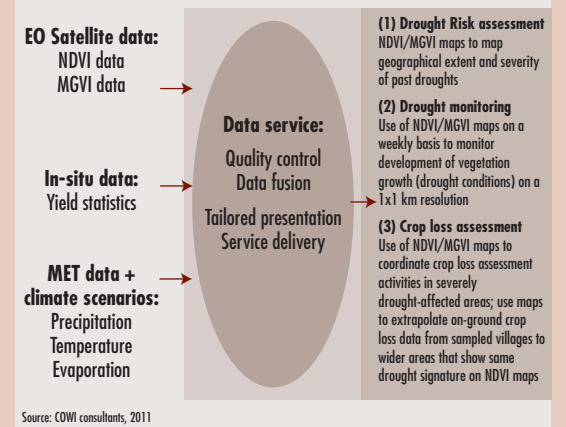 EO Satellite data:
NDVI data
MGVI data
In-situ data:
Yield statistics
MET data +
climate scenarios:
Precipitation
Temperature
Evaporation
Data service:
Quality control
Data fusion
Tailored presentation
Service delivery
(1) Drought Risk assessment
NDVI/MGVI maps to map
geographical extent and severity
of past droughts
(2) Drought monitoring
Use of NDVI/MGVI maps on a
weekly basis to monitor
development of vegetation
growth (drought conditions) on a
1x1 km resolution
(3) Crop loss assessment
Use of NDVI/MGVI maps to
coordinate crop loss assessment
activities in severely
drought-affected areas; use maps
to extrapolate on-ground crop
loss data from sampled villages to
wider areas that show same
drought signature on NDVI maps
Source: COWI consultants, 2011